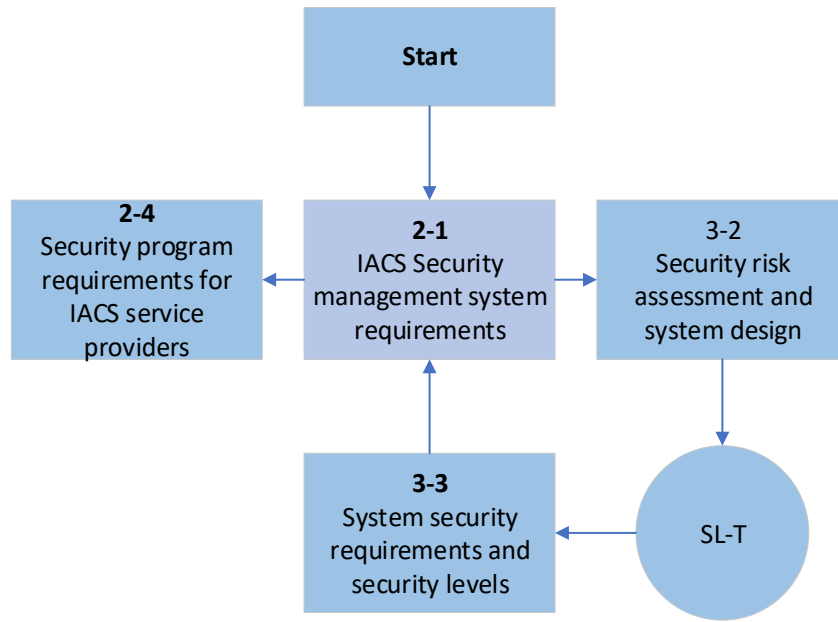 Start
2-4
Security program
requirements for
IACS service
providers
2-1
IACS Security
management system
requirements
3-2
Security risk
assessment and
system design
3-3
System security
requirements and
security levels
SL-T